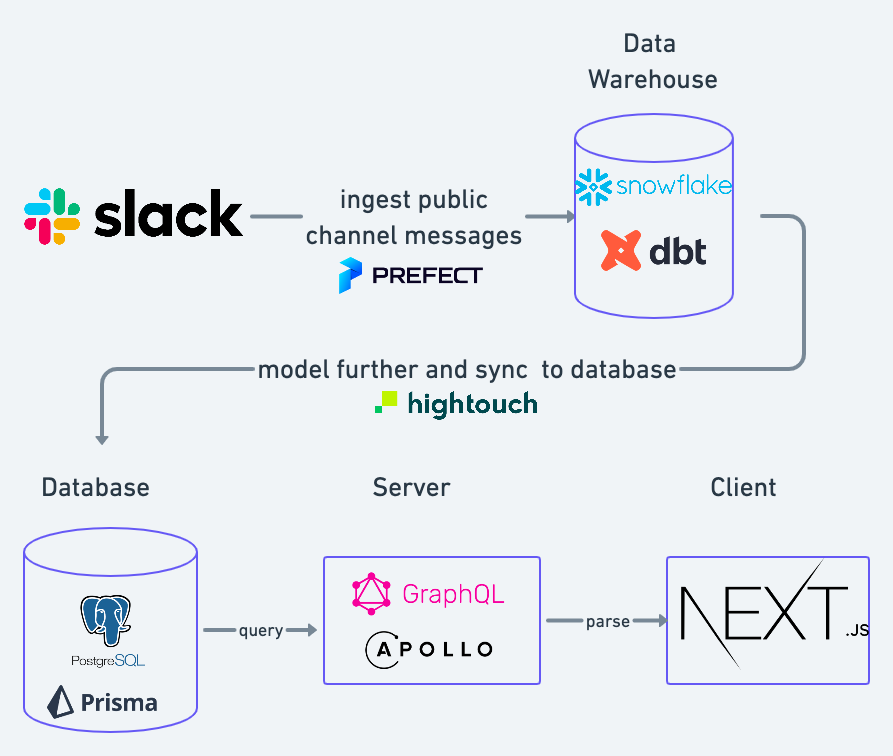 Data
Warehouse
slack
ingest public
channel messages
PREFECT
snowflake
dbt
model further and sync to database
hightouch
Database
Server
Client
PostgreSQL
Prisma
query
GraphQL
APOLLO
parse
NEXT.JS